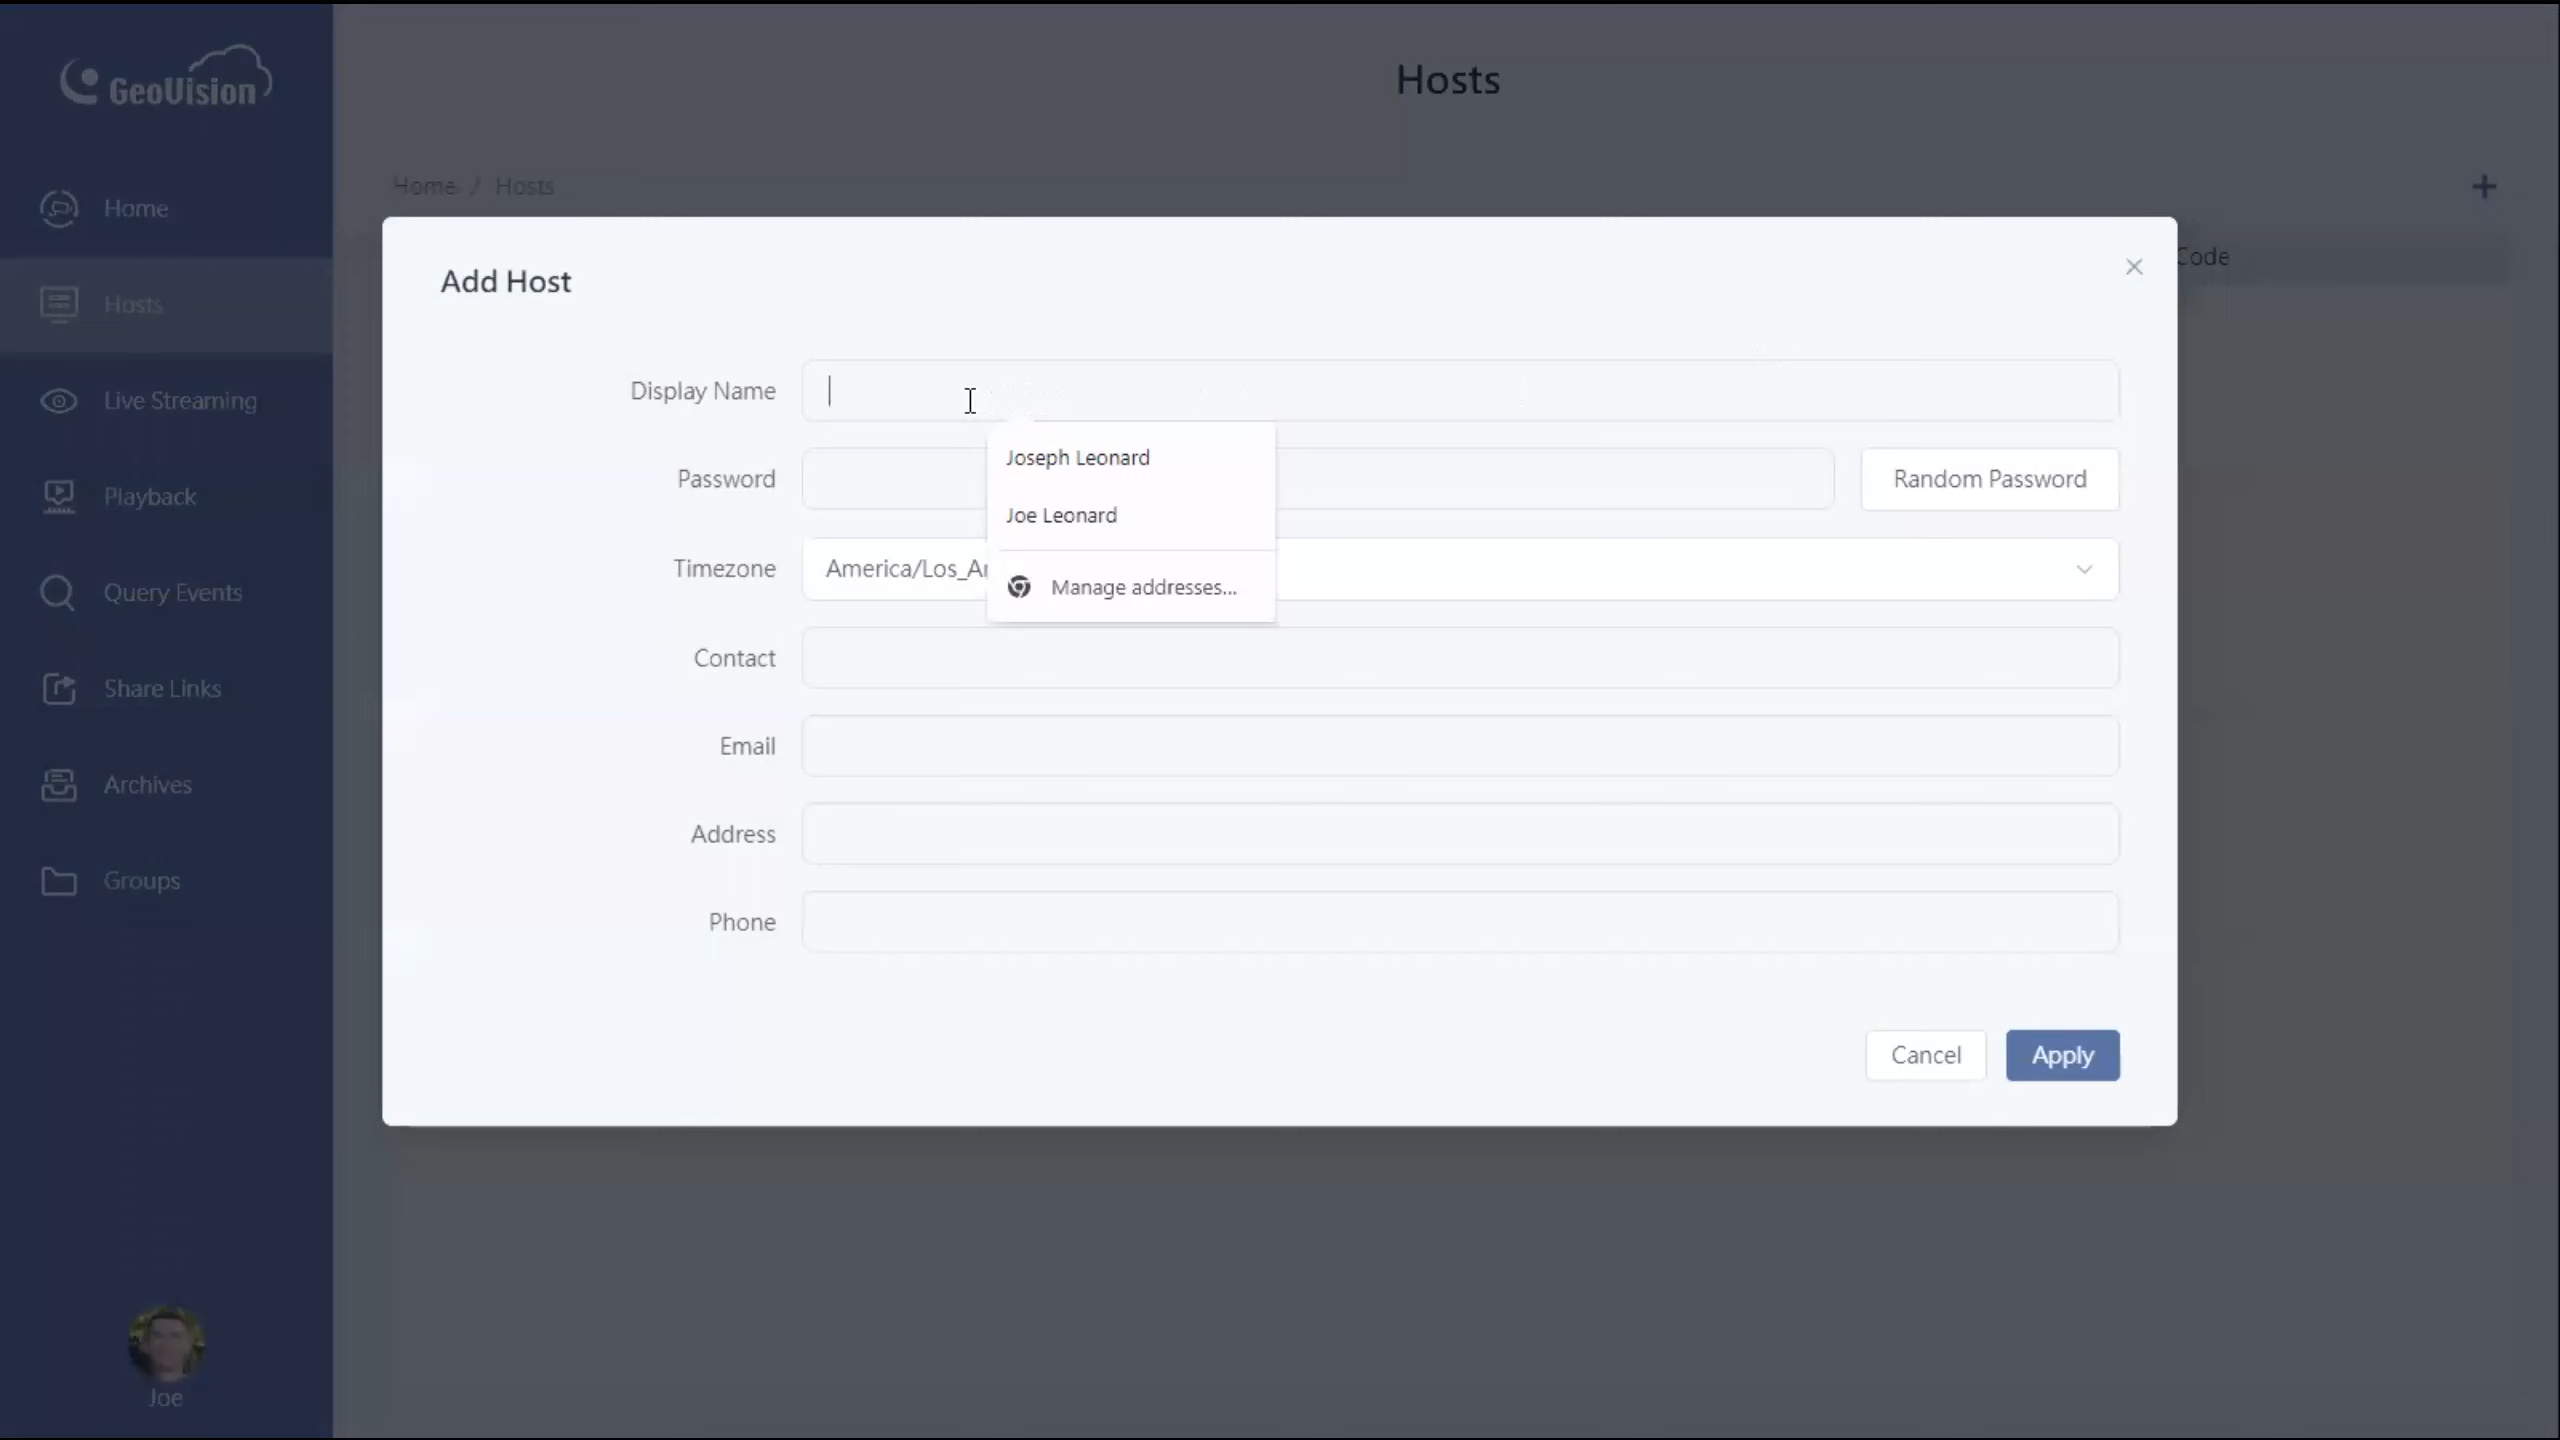 GeoVision
Hosts
Home / Hosts
+
Home
Hosts
Live Streaming
Playback
Query Events
Share Links
Archives
Groups
Joe
Code
Add Host
Display Name
Joseph Leonard
Joe Leonard
Manage addresses...
Password
Random Password
Timezone
America/Los_A
Contact
Email
Address
Phone
Cancel
Apply